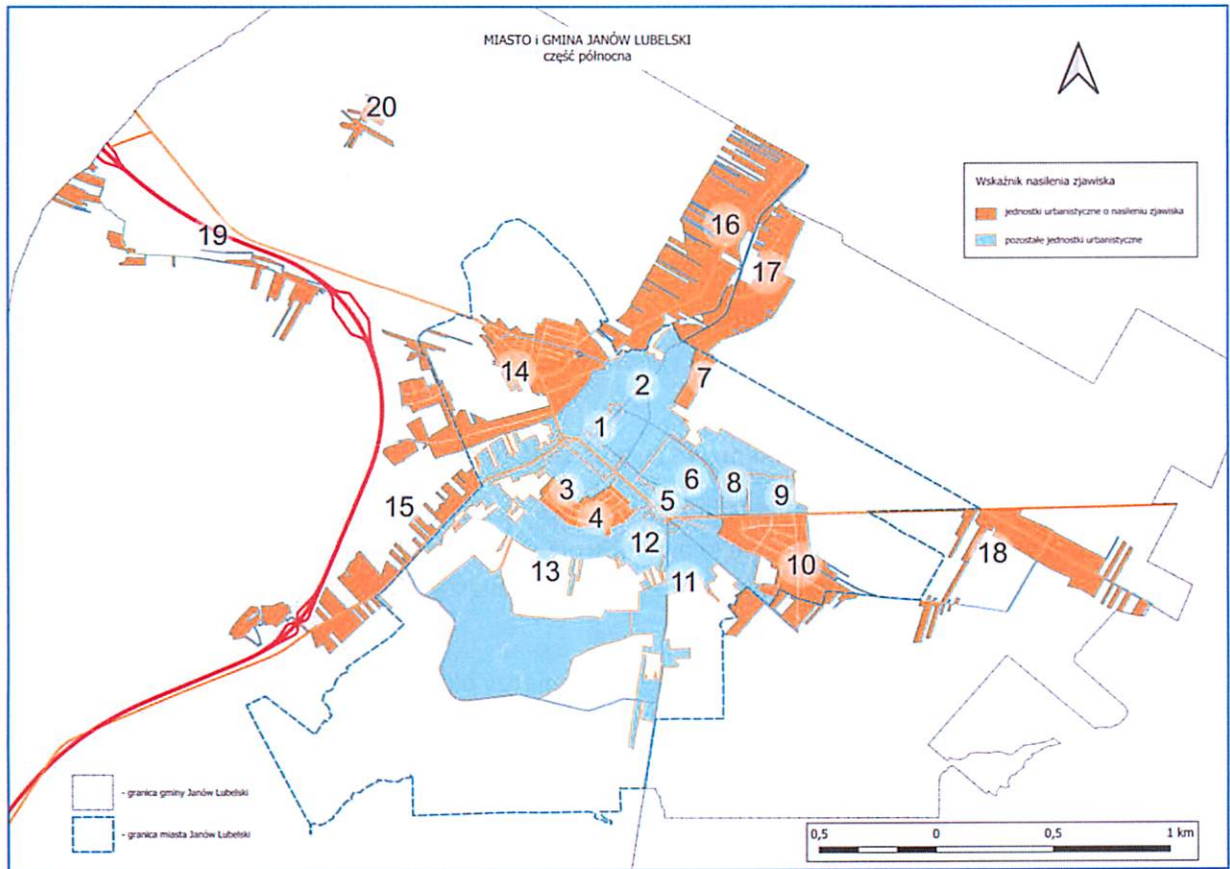 MIASTO i GMINA JANÓW LUBELSKI
część północna
20
Wskaźnik nasilenia zjawiska
jednostki urbanistyczne o nasileniu zjawiska
pozostałe jednostki urbanistyczne
16
19
17
14
2
7
1
6
8
9
3
5
15
4
12
18
10
13
11
- granica gminy Janów Lubelski
- granica miasta Janów Lubelski
0,5 0 0,5 1 km